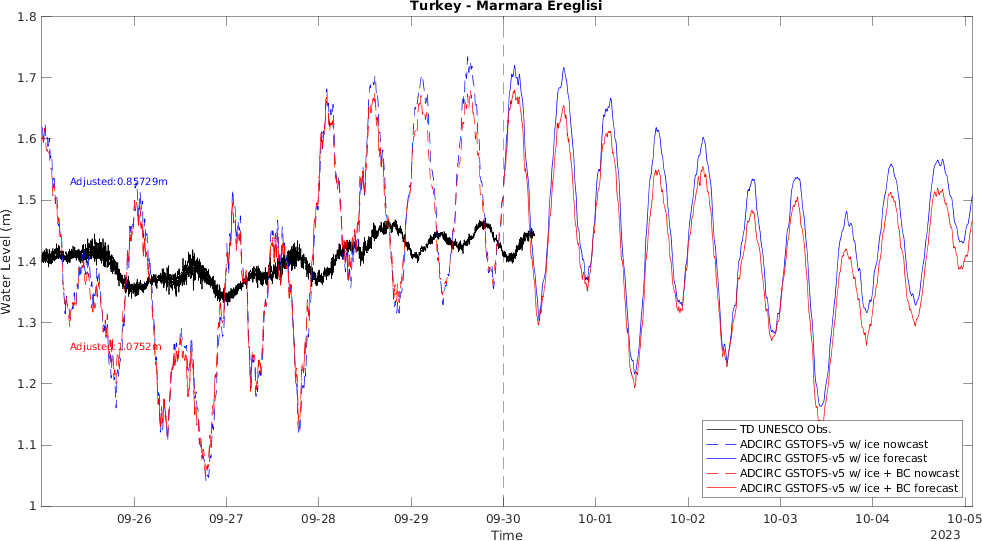 Turkey - Marmara Ereglisi
1.8
1.7
1.6
1.5
1.4
1.3
1.2
1.1
1
Water Level (m)
Adjusted:0.85729m
Adjusted:1.0752m
TD UNESCO Obs.
ADCIRC GSTOFS-v5 w/ ice nowcast
ADCIRC GSTOFS-v5 w/ ice forecast
ADCIRC GSTOFS-v5 w/ ice + BC nowcast
ADCIRC GSTOFS-v5 w/ ice + BC forecast
09-26 09-27 09-28 09-29 09-30 10-01 10-02 10-03 10-04 10-05
Time
2023